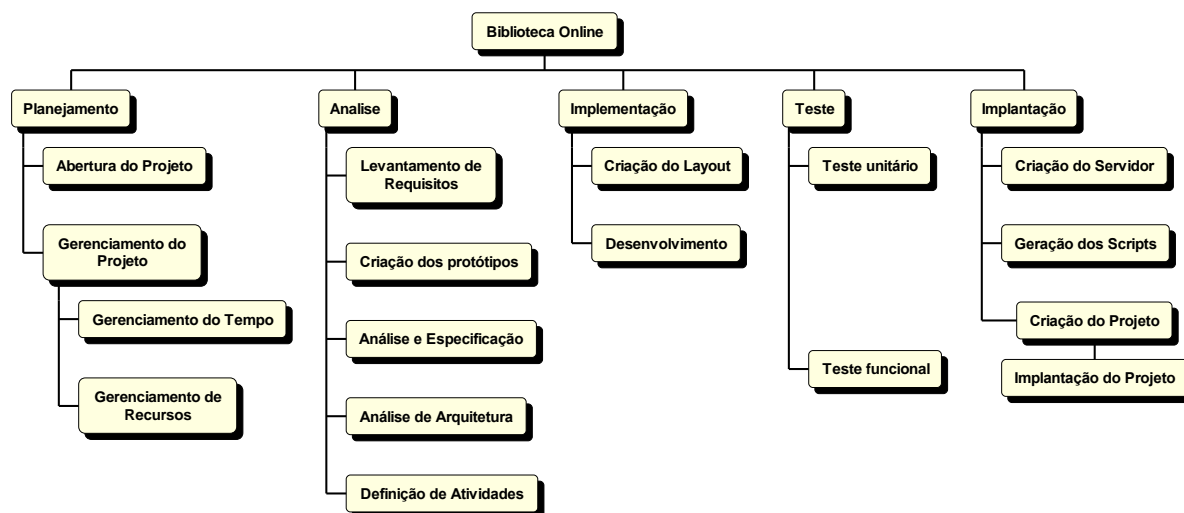 Biblioteca Online
Planejamento
Abertura do Projeto
Gerenciamento do
Projeto
Gerenciamento do Tempo
Gerenciamento de
Recursos
Analise
Levantamento de
Requisitos
Criação dos protótipos
Análise e Especificação
Análise de Arquitetura
Definição de Atividades
Implementação
Criação do Layout
Desenvolvimento
Teste
Teste unitário
Teste funcional
Implantação
Criação do Servidor
Geração dos Scripts
Criação do Projeto
Implantação do Projeto